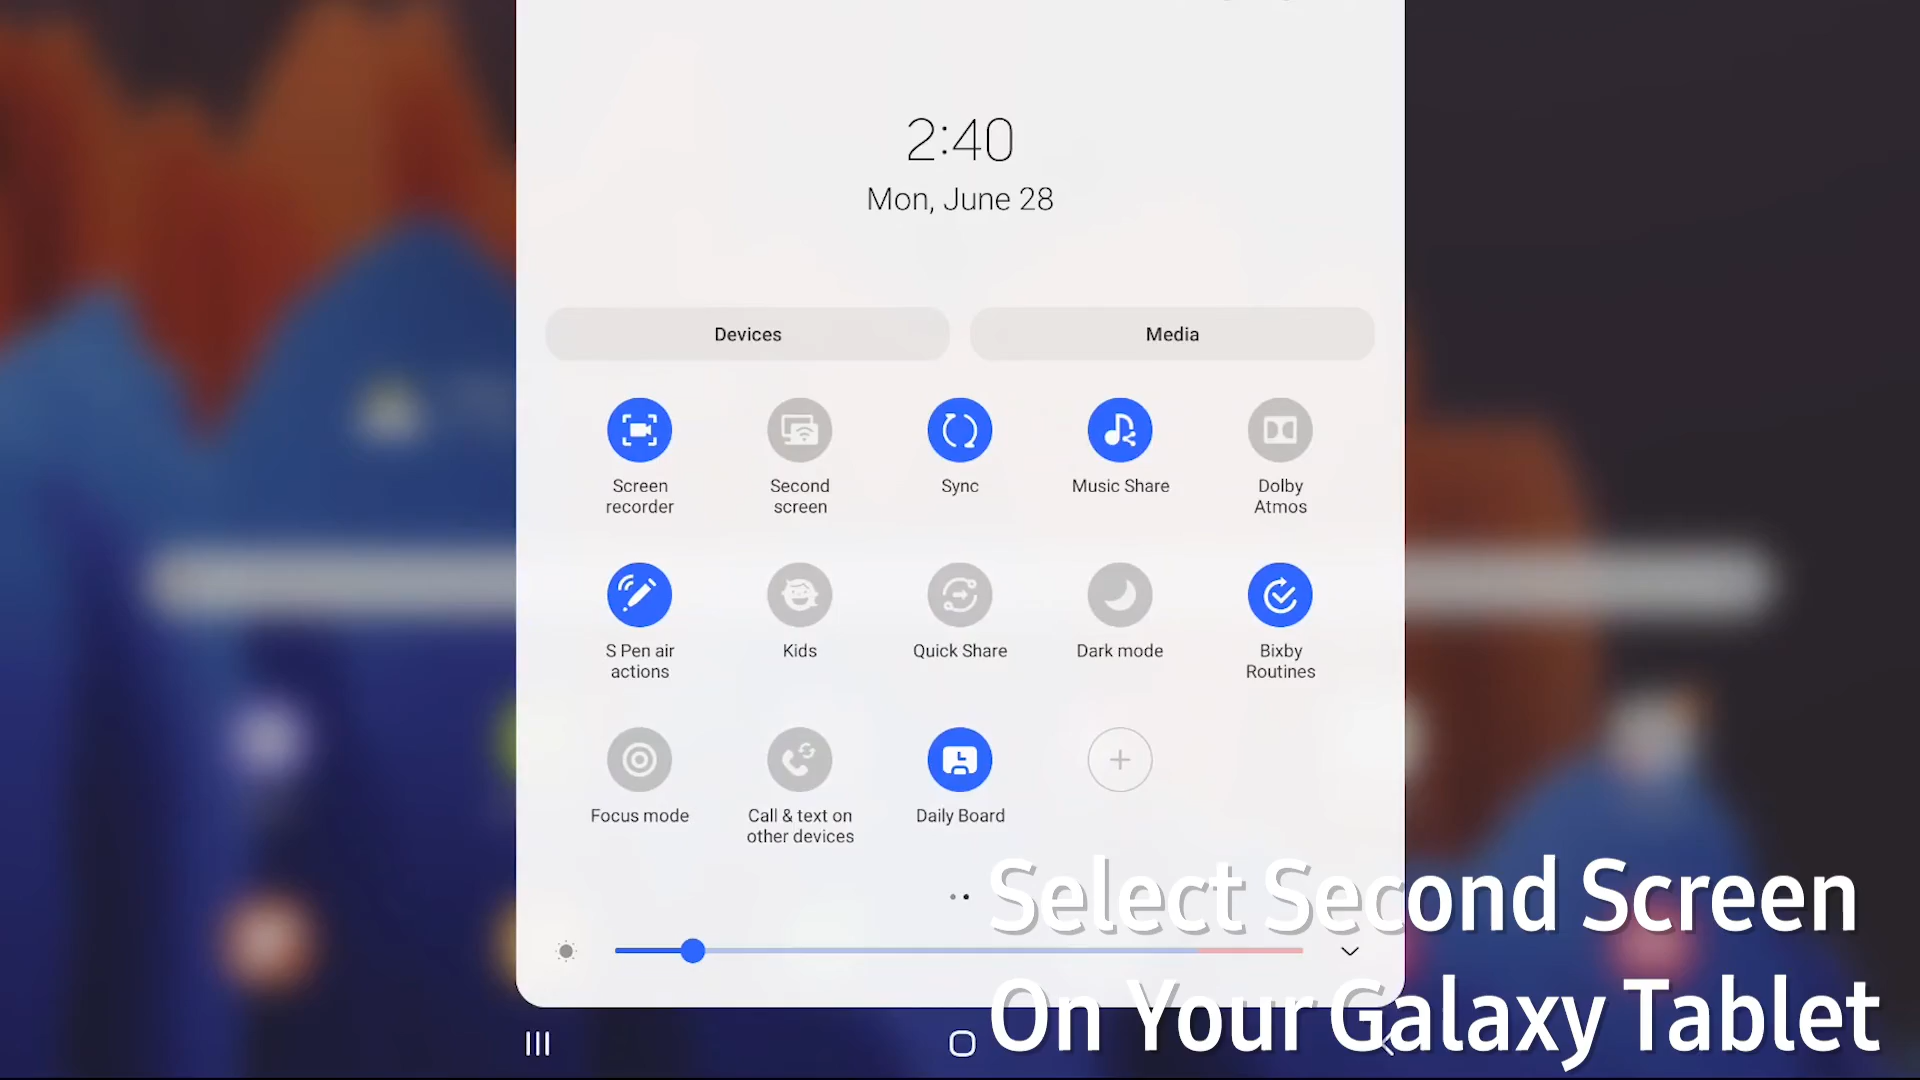 2:40
Mon, June 28
Devices
Media
Screen
recorder
Second
screen
Sync
Music Share
Dolby
Atmos
S Pen air
actions
Kids
Quick Share
Dark mode
Bixby
Routines
Focus mode
Call & text on
other devices
Daily Board
Select Second Screen
On Your Galaxy Tablet